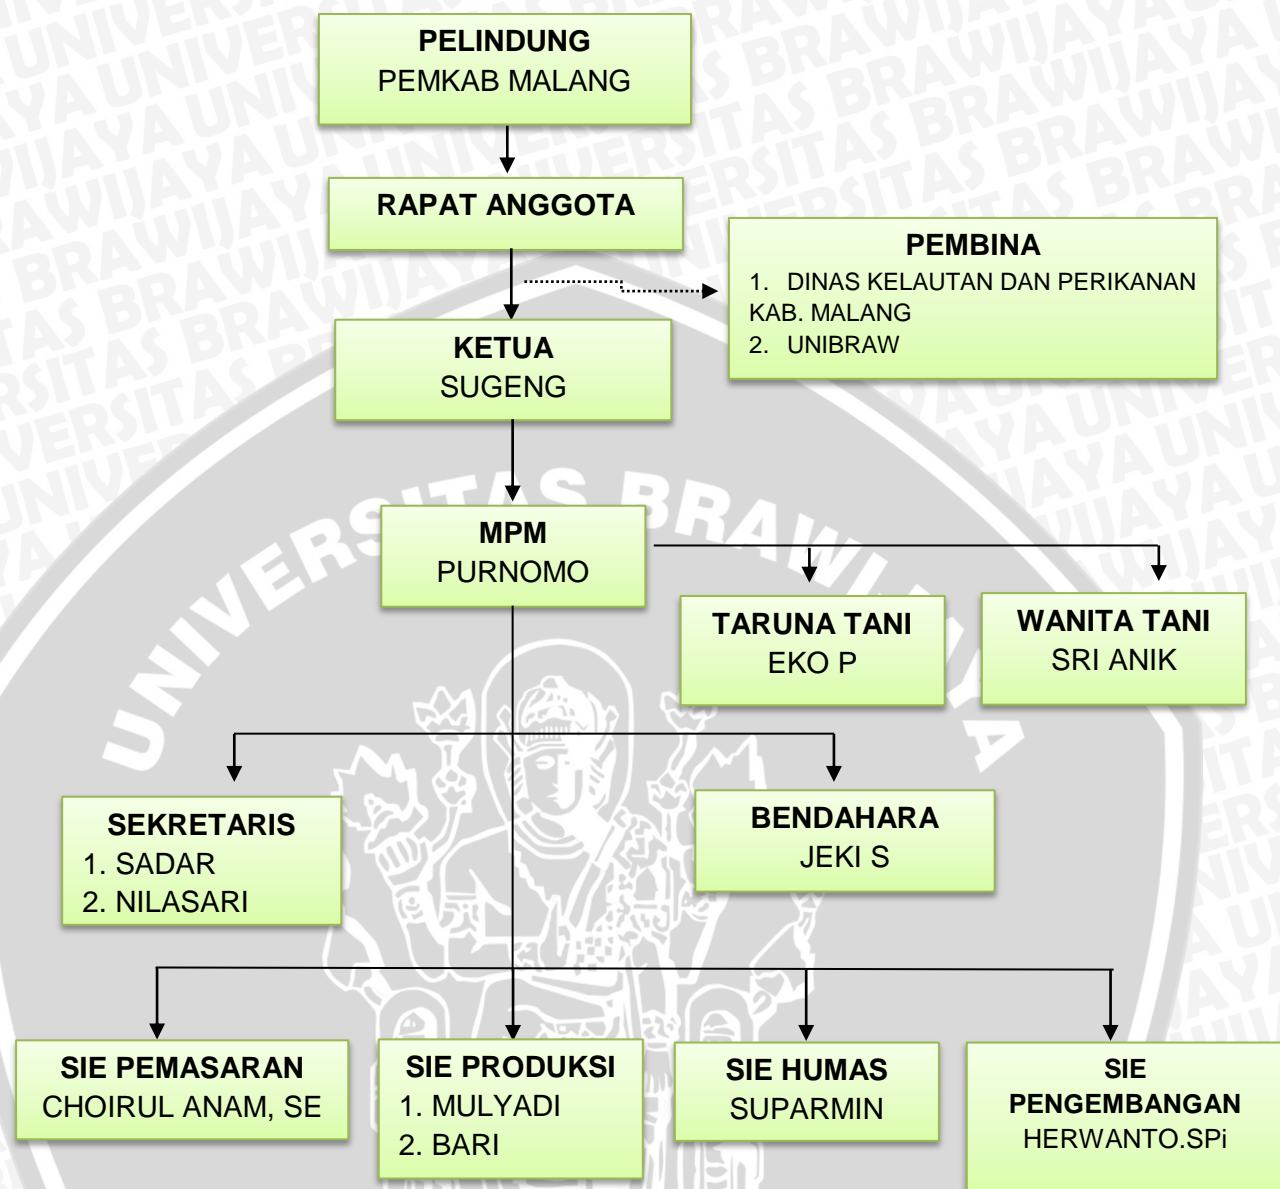 PELINDUNG
PEMKAB MALANG
RAPAT ANGGOTA
PEMBINA
1. DINAS KELAUTAN DAN PERIKANAN
KAB. MALANG
2. UNIBRAW
KETUA
SUGENG
MPM
PURNOMO
TARUNA TANI
EKO P
WANITA TANI
SRI ANIK
SEKRETARIS
1. SADAR
2. NILASARI
BENDAHARA
JEKI S
SIE PEMASARAN
CHOIRUL ANAM, SE
SIE PRODUKSI
1. MULYADI
2. BARI
SIE HUMAS
SUPARMIN
SIE
PENGEMBANGAN
HERWANTO.SPi
UNIVERSITAS BRAWIJAYA